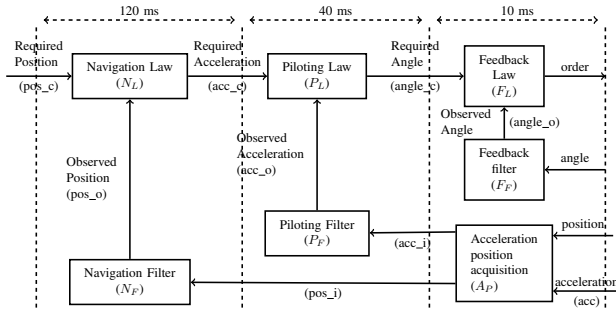 120 ms
40 ms
10 ms
Required
Position
(pos_c)
Navigation Law
(N_L)
Required
Acceleration
(acc_c)
Piloting Law
(P_L)
Required
Angle
(angle_c)
Feedback
Law
(F_L)
order
Observed
Angle
(angle_o)
Observed
Position
(pos_o)
Observed
Acceleration
(acc_o)
Feedback
filter
(F_F)
angle
Piloting Filter
(P_F)
(acc_i)
Acceleration
position
acquisition
(A_P)
position
acceleration
(acc)
Navigation Filter
(N_F)
(pos_i)